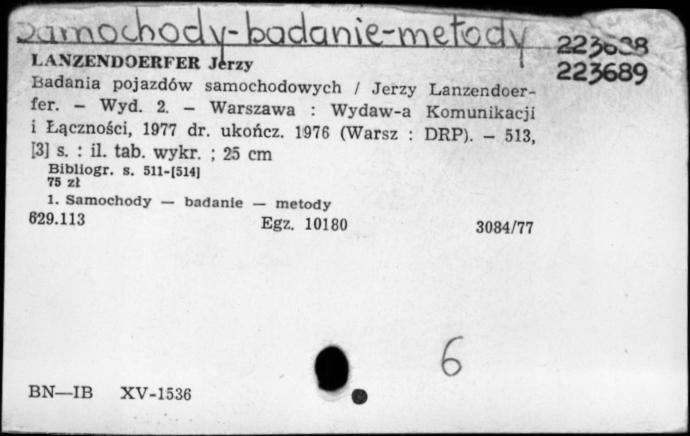 Samochody-badanie-metody
223688
223689
LANZENDOERFER Jerzy
Badania pojazdów samochodowych / Jerzy Lanzendoer-
fer. — Wyd. 2. — Warszawa : Wydaw-a Komunikacji
i Łączności, 1977 dr. ukończ. 1976 (Warsz : DRP). — 513,
[3] s. : il. tab. wykr. ; 25 cm
Bibliogr. s. 511-[514]
75 zł
1. Samochody — badanie — metody
629.113 Egz. 10180 3084/77
6
BN—IB XV-1536